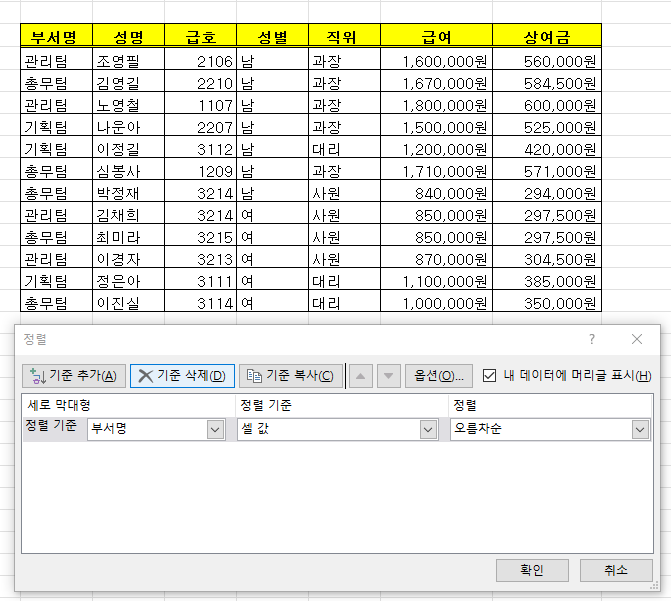 부서명 성명 급호 성별 직위 급여 상여금
관리팀 조영필 2106 남 과장 1,600,000원 560,000원
총무팀 김영길 2210 남 과장 1,670,000원 584,500원
관리팀 노영철 1107 남 과장 1,800,000원 600,000원
기획팀 나운아 2207 남 과장 1,500,000원 525,000원
기획팀 이정길 3112 남 대리 1,200,000원 420,000원
총무팀 심봉사 1209 남 과장 1,710,000원 571,000원
총무팀 박정재 3214 남 사원 840,000원 294,000원
관리팀 김채희 3214 여 사원 850,000원 297,500원
총무팀 최미라 3215 여 사원 850,000원 297,500원
관리팀 이경자 3213 여 사원 870,000원 304,500원
기획팀 정은아 3111 여 대리 1,100,000원 385,000원
총무팀 이진실 3114 여 대리 1,000,000원 350,000원
정렬 ?
기준 추가(A) 기준 삭제(D) 기준 복사(C) 옵션(O)... 내 데이터에 머리글 표시(H)
세로 막대형 정렬 기준 정렬
정렬 기준 부서명 셀 값 오름차순
확인 취소